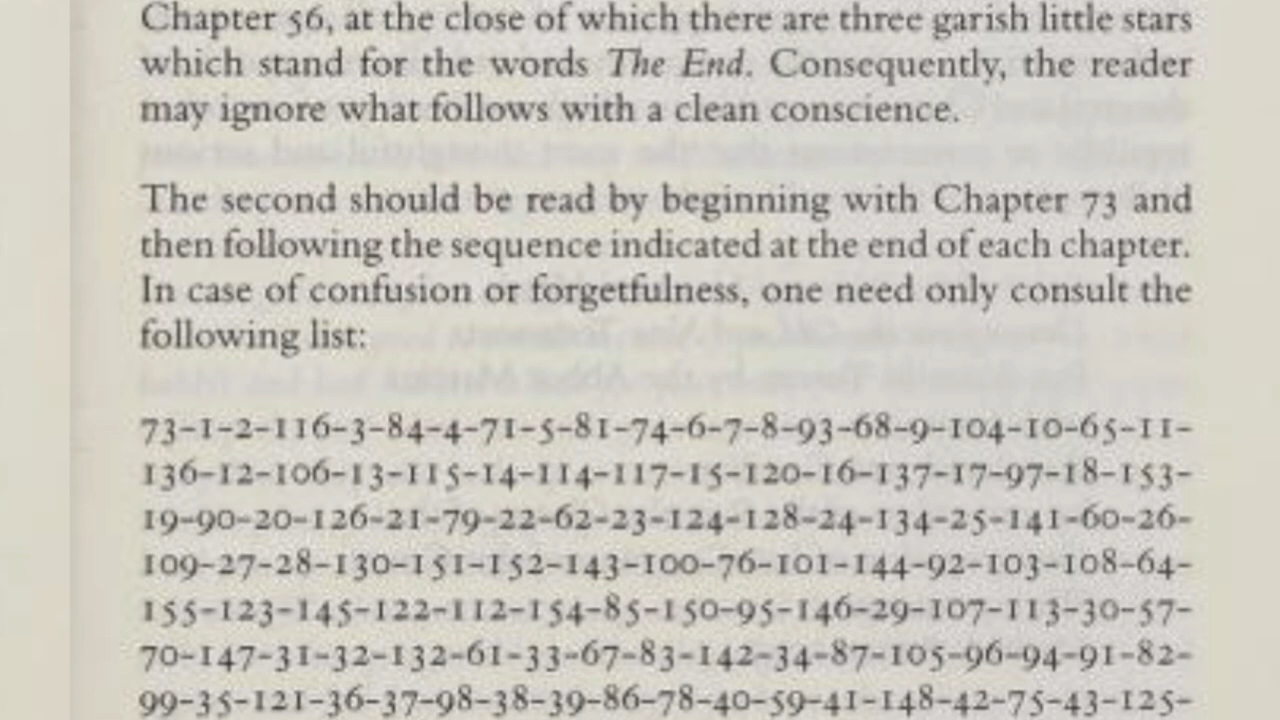 Chapter 56, at the close of which there are three garish little stars
which stand for the words The End. Consequently, the reader
may ignore what follows with a clean conscience.
The second should be read by beginning with Chapter 73 and
then following the sequence indicated at the end of each chapter.
In case of confusion or forgetfulness, one need only consult the
following list:
73-1-2-116-3-84-4-71-5-81-74-6-7-8-93-68-9-104-10-65-11-
136-12-106-13-115-14-114-117-15-120-16-137-17-97-18-153-
19-90-20-126-21-79-22-62-23-124-128-24-134-25-141-60-26-
109-27-28-130-151-152-143-100-76-101-144-92-103-108-64-
155-123-145-122-112-154-85-150-95-146-29-107-113-30-57-
70-147-31-32-132-61-33-67-83-142-34-87-105-96-94-91-82-
99-35-121-36-37-98-38-39-86-78-40-59-41-148-42-75-43-125-